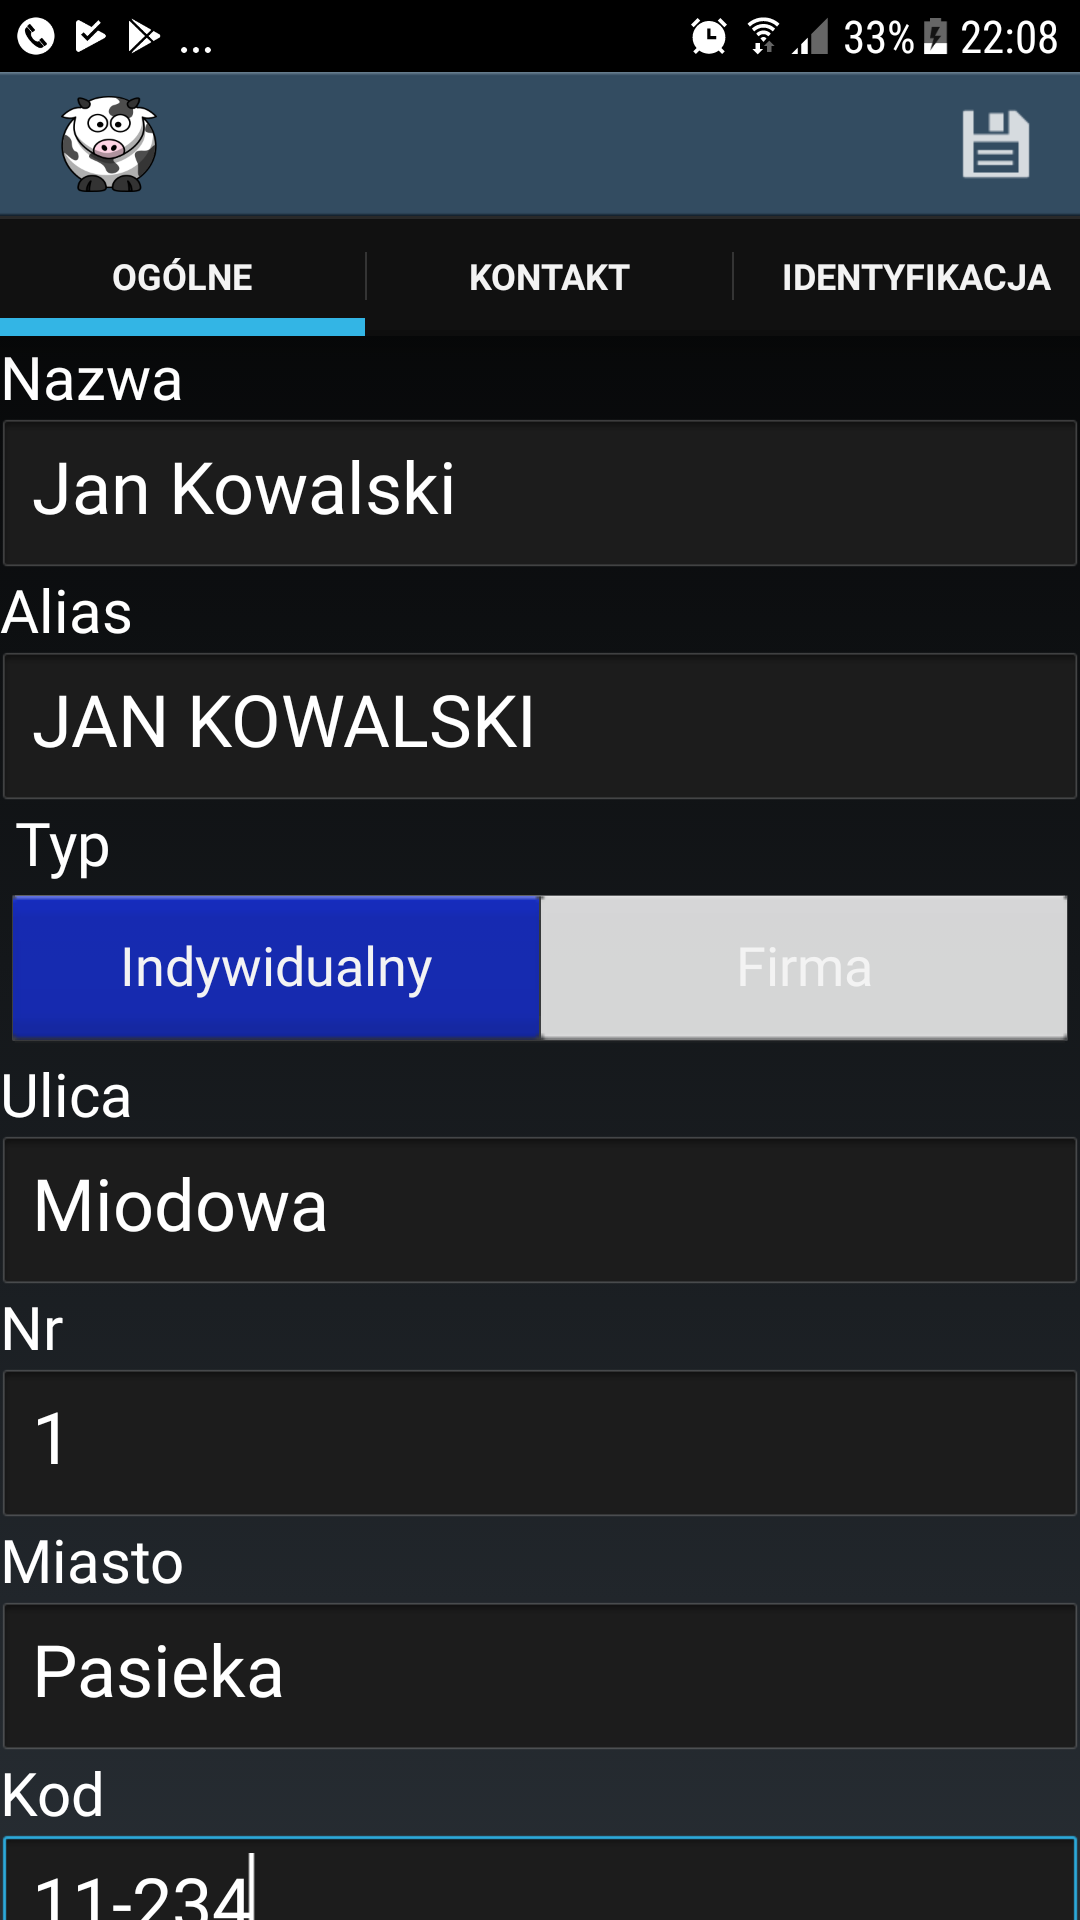 ... 33% 22:08
OGÓLNE KONTAKT IDENTYFIKACJA
Nazwa
Jan Kowalski
Alias
JAN KOWALSKI
Typ
Indywidualny Firma
Ulica
Miodowa
Nr
1
Miasto
Pasieka
Kod
11-234